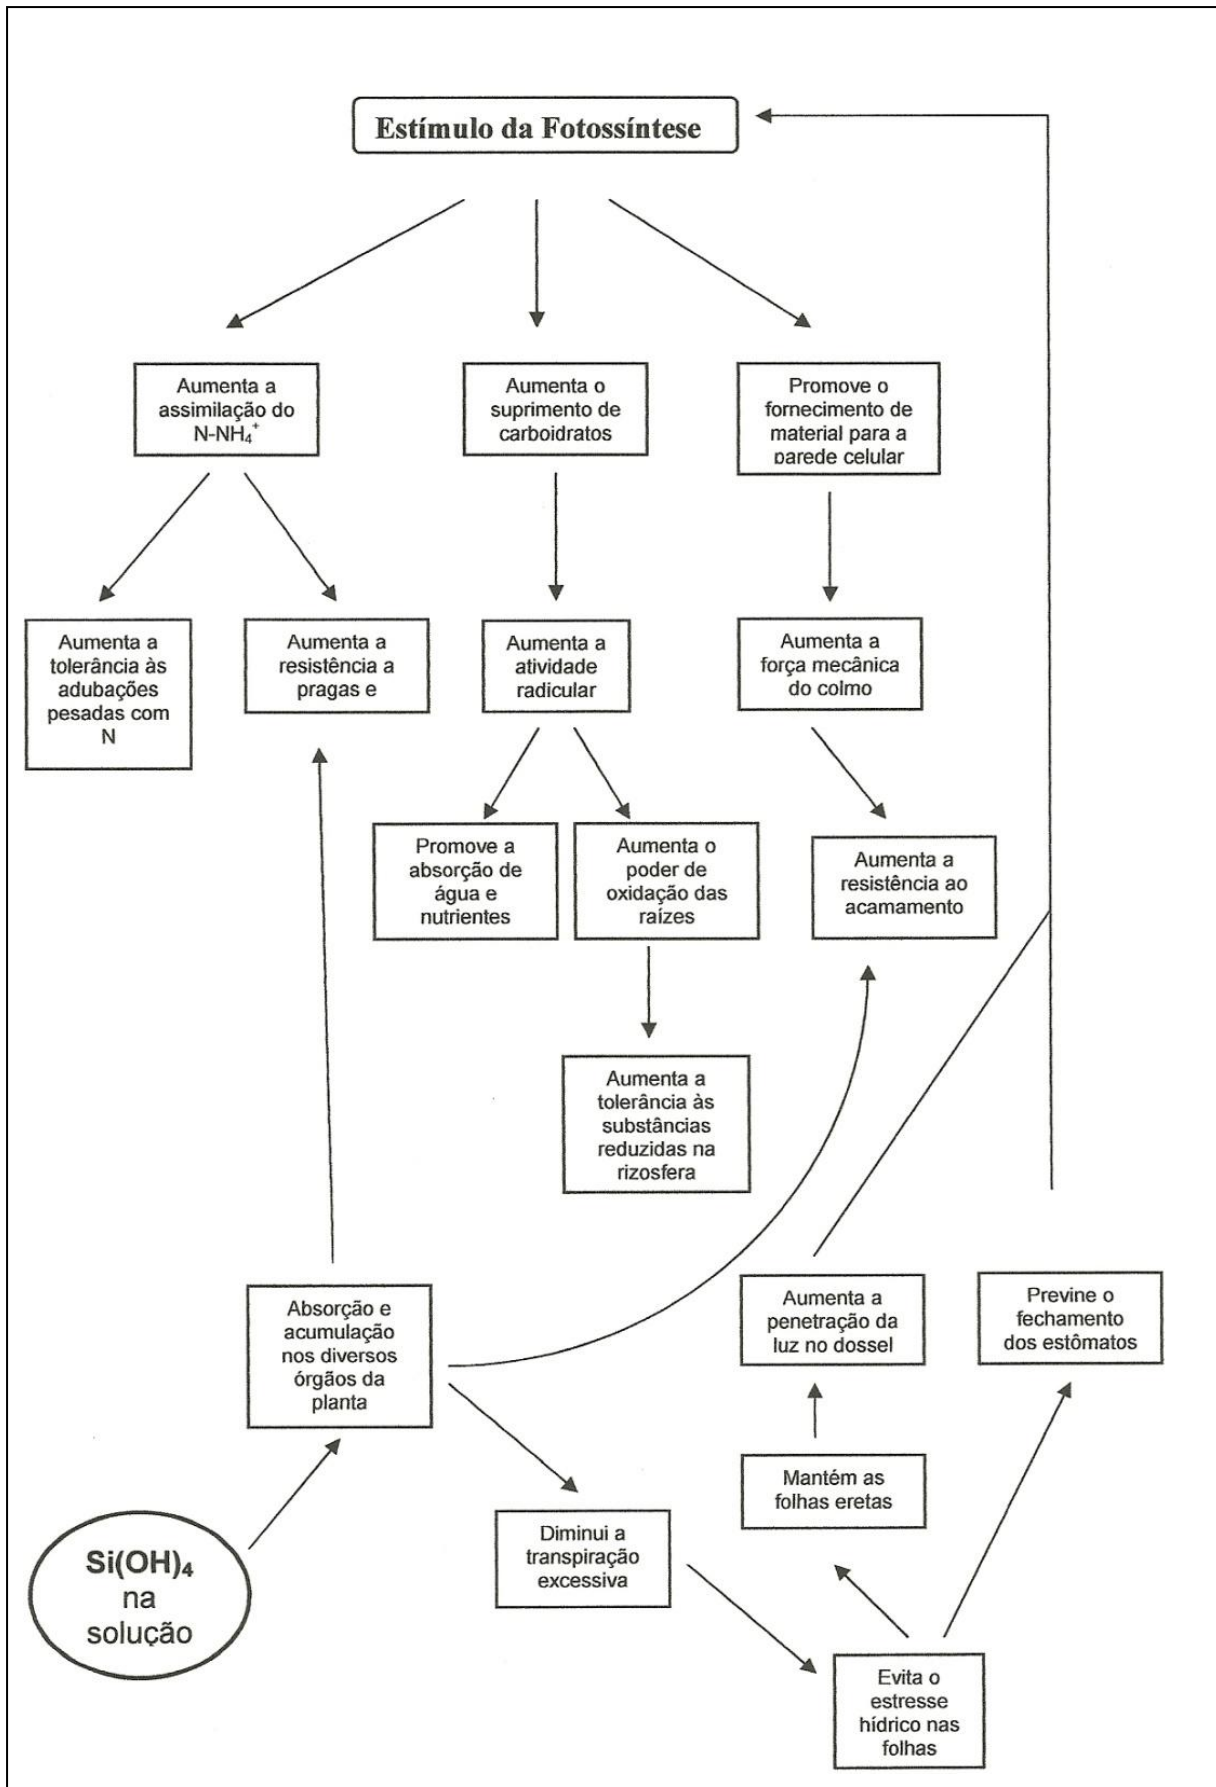 Estímulo da Fotossíntese
Aumenta a
assimilação do
N-NH₄⁺
Aumenta o
suprimento de
carboidratos
Promove o
fornecimento de
material para a
parede celular
Aumenta a
tolerância às
adubações
pesadas com
N
Aumenta a
resistência a
pragas e
Aumenta a
atividade
radicular
Aumenta a
força mecânica
do colmo
Promove a
absorção de
água e
nutrientes
Aumenta o
poder de
oxidação das
raízes
Aumenta a
resistência ao
acamamento
Aumenta a
tolerância às
substâncias
reduzidas na
rizosfera
Absorção e
acumulação
nos diversos
órgãos da
planta
Aumenta a
penetração da
luz no dossel
Previne o
fechamento
dos estômatos
Mantém as
folhas eretas
Diminui a
transpiração
excessiva
Si(OH)₄
na
solução
Evita o
estresse
hídrico nas
folhas